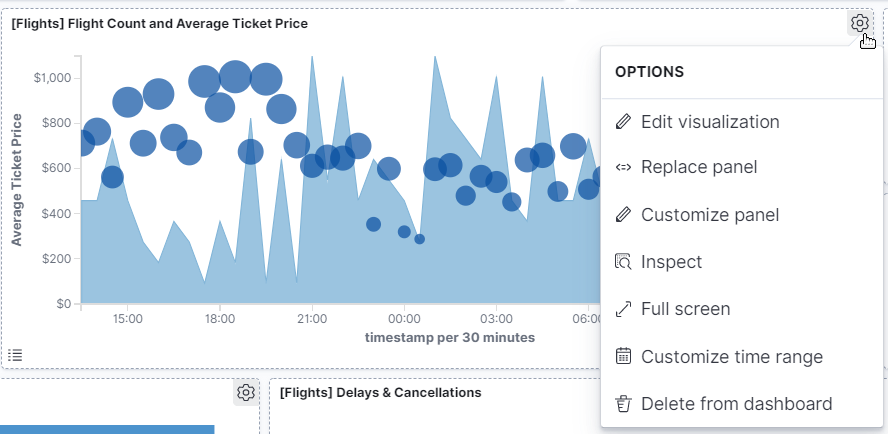 [Flights] Flight Count and Average Ticket Price
OPTIONS
Edit visualization
Replace panel
Customize panel
Inspect
Full screen
Customize time range
Delete from dashboard
Average Ticket Price
$1,000
$800
$600
$400
$200
$0
15:00 18:00 21:00 00:00 03:00 06:00
timestamp per 30 minutes
[Flights] Delays & Cancellations